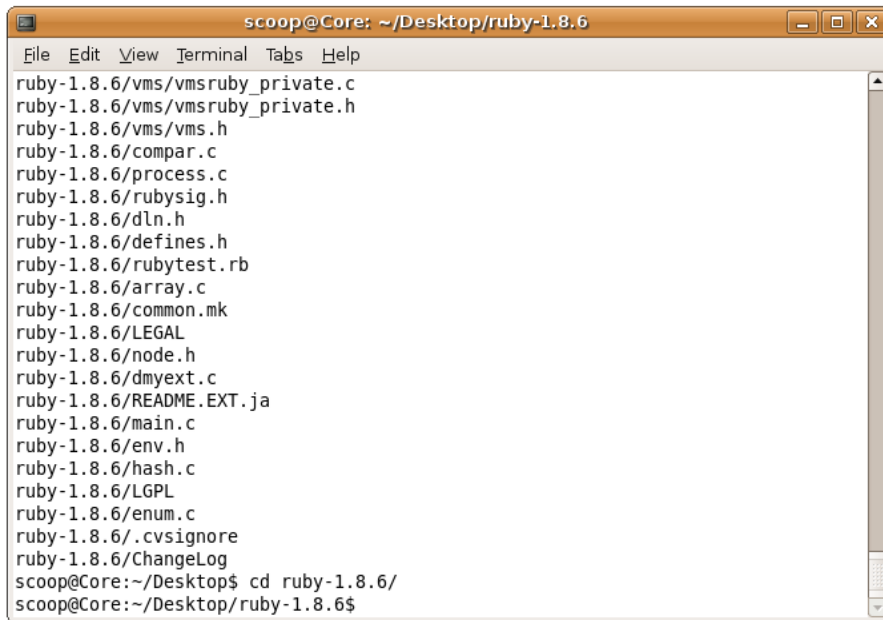 scoop@Core: ~/Desktop/ruby-1.8.6
File Edit View Terminal Tabs Help
ruby-1.8.6/vms/vmsruby_private.c
ruby-1.8.6/vms/vmsruby_private.h
ruby-1.8.6/vms/vms.h
ruby-1.8.6/compar.c
ruby-1.8.6/process.c
ruby-1.8.6/rubysig.h
ruby-1.8.6/dln.h
ruby-1.8.6/defines.h
ruby-1.8.6/rubytest.rb
ruby-1.8.6/array.c
ruby-1.8.6/common.mk
ruby-1.8.6/LEGAL
ruby-1.8.6/node.h
ruby-1.8.6/dmyext.c
ruby-1.8.6/README.EXT.ja
ruby-1.8.6/main.c
ruby-1.8.6/env.h
ruby-1.8.6/hash.c
ruby-1.8.6/LGPL
ruby-1.8.6/enum.c
ruby-1.8.6/.cvsignore
ruby-1.8.6/ChangeLog
scoop@Core:~/Desktop$ cd ruby-1.8.6/
scoop@Core:~/Desktop/ruby-1.8.6$